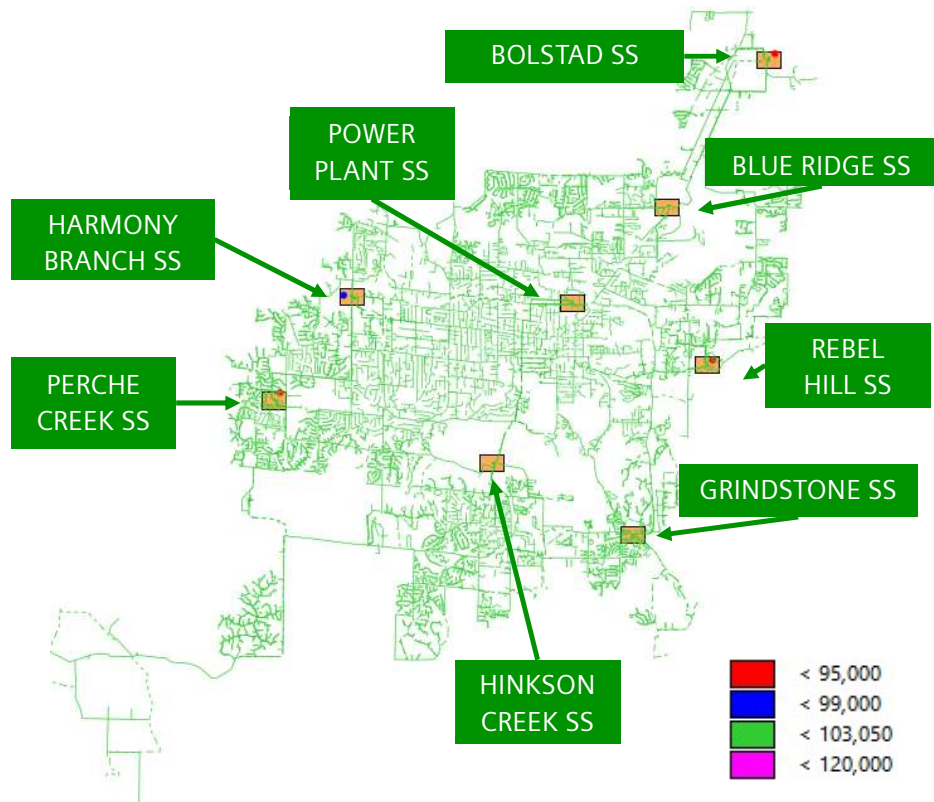 BOLSTAD SS
POWER
PLANT SS
BLUE RIDGE SS
HARMONY
BRANCH SS
REBEL
HILL SS
PERCHE
CREEK SS
GRINDSTONE SS
HINKSON
CREEK SS
< 95,000
< 99,000
< 103,050
< 120,000